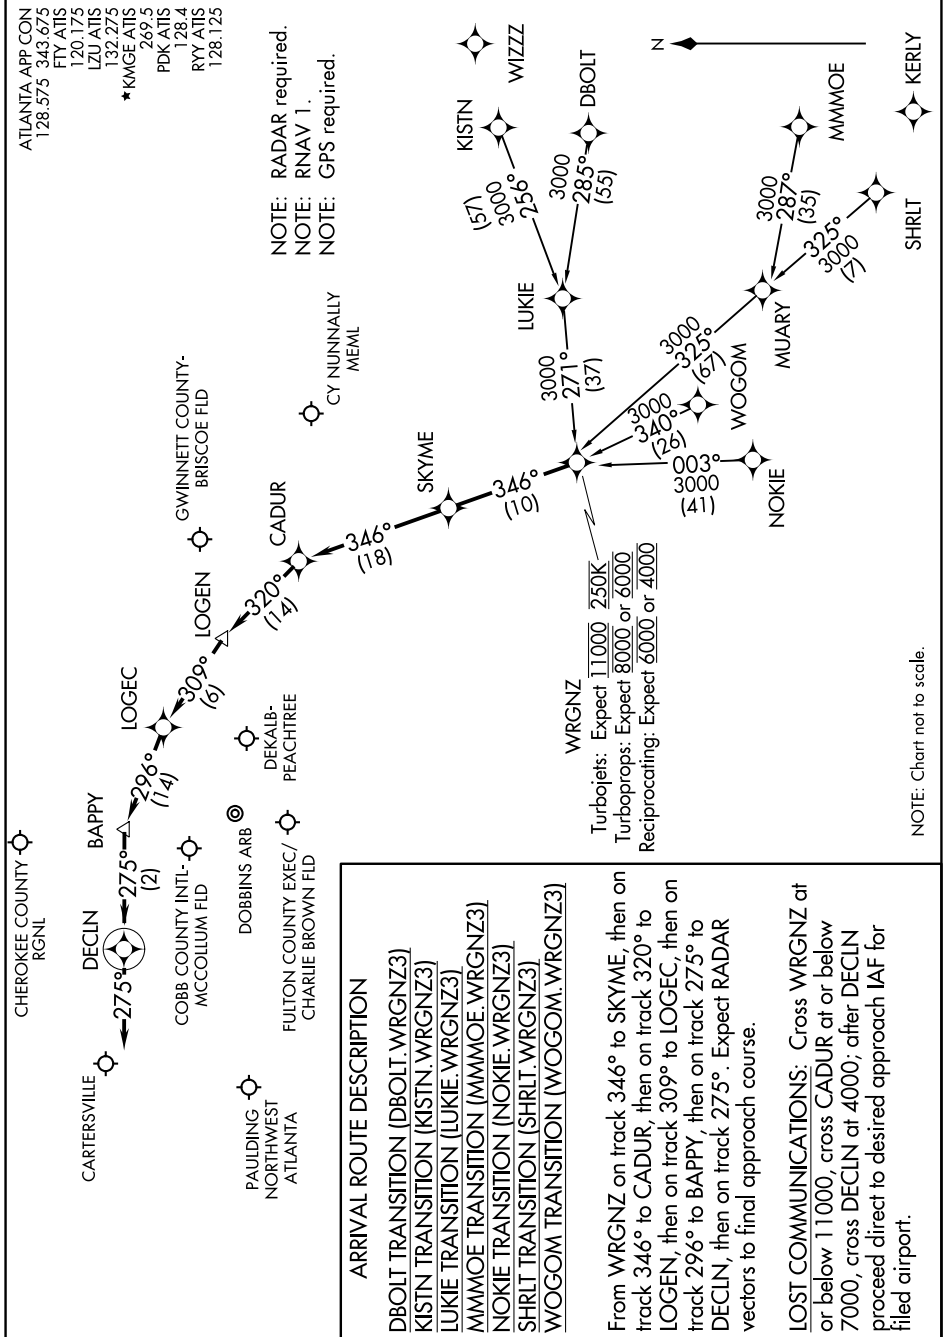 ATLANTA APP CON
128.575 343.675
FTY ATIS
120.175
LZU ATIS
132.275
★KMGE ATIS
269.5
PDK ATIS
128.4
RYY ATIS
128.125
NOTE: RADAR required.
NOTE: RNAV 1.
NOTE: GPS required.
CHEROKEE COUNTY
RGNL
CARTERSVILLE
PAULDING
NORTHWEST
ATLANTA
COBB COUNTY INTL-
MCCOLLUM FLD
DOBBINS ARB
FULTON COUNTY EXEC/
CHARLIE BROWN FLD
DEKALB-
PEACHTREE
GWINNETT COUNTY-
BRISCOE FLD
CY NUNNALLY
MEML
275°
DECLN
275°
(2)
BAPPY
296°
(14)
LOGEC
309°
(6)
LOGEN
320°
(14)
CADUR
346°
(18)
SKYME
346°
(10)
WRGNZ
Turbojets: Expect 11000 250K
Turboprops: Expect 8000 or 6000
Reciprocating: Expect 6000 or 4000
LUKIE
3000
271°
(37)
KISTN
(57)
3000
256°
WIZZZ
DBOLT
3000
285°
(55)
N
MMMOE
3000
287°
(35)
KERLY
SHRLT
325°
3000
(7)
MUARY
3000
325°
(67)
WOGOM
3000
340°
(26)
NOKIE
003°
3000
(41)
NOTE: Chart not to scale.
ARRIVAL ROUTE DESCRIPTION
DBOLT TRANSITION (DBOLT.WRGNZ3)
KISTN TRANSITION (KISTN.WRGNZ3)
LUKIE TRANSITION (LUKIE.WRGNZ3)
MMMOE TRANSITION (MMMOE.WRGNZ3)
NOKIE TRANSITION (NOKIE.WRGNZ3)
SHRLT TRANSITION (SHRLT.WRGNZ3)
WOGOM TRANSITION (WOGOM.WRGNZ3)
From WRGNZ on track 346° to SKYME, then on
track 346° to CADUR, then on track 320° to
LOGEN, then on track 309° to LOGEC, then on
track 296° to BAPPY, then on track 275° to
DECLN, then on track 275°. Expect RADAR
vectors to final approach course.
LOST COMMUNICATIONS: Cross WRGNZ at
or below 11000, cross CADUR at or below
7000, cross DECLN at 4000; after DECLN
proceed direct to desired approach IAF for
filed airport.